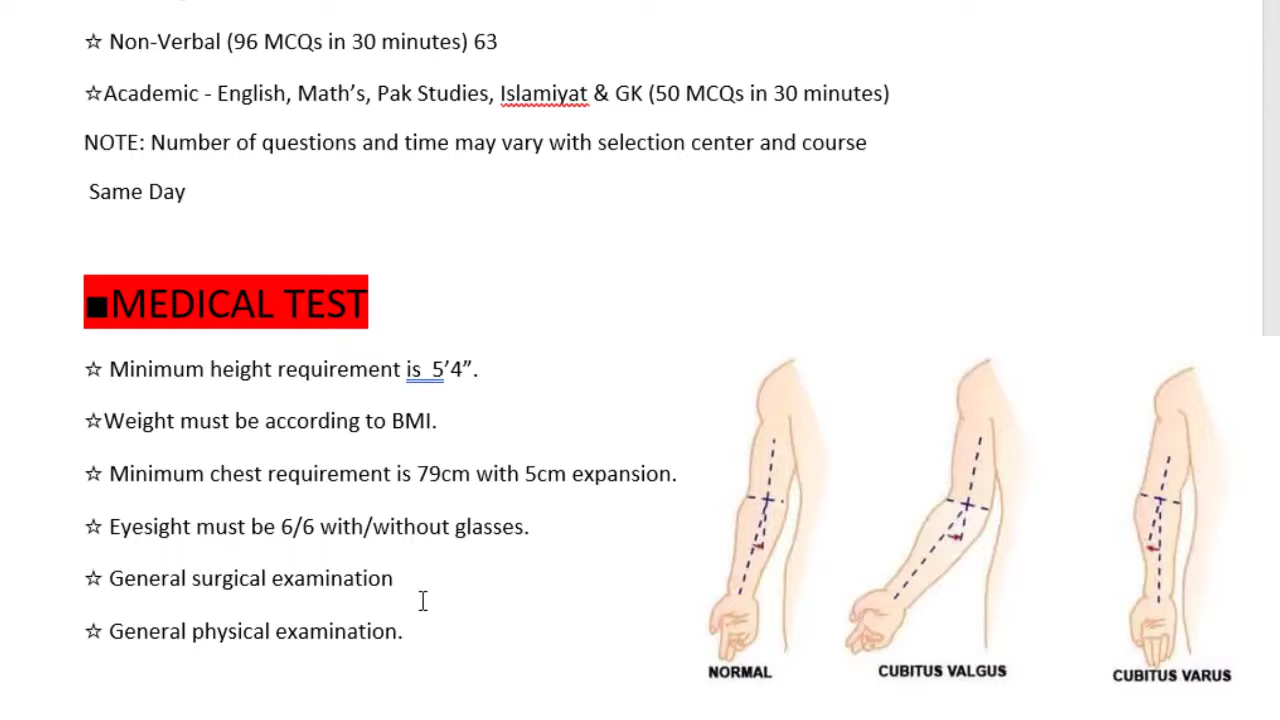 ☆ Non-Verbal (96 MCQs in 30 minutes) 63
☆Academic - English, Math’s, Pak Studies, Islamiyat & GK (50 MCQs in 30 minutes)
NOTE: Number of questions and time may vary with selection center and course
Same Day
■MEDICAL TEST
☆ Minimum height requirement is  5’4”.
☆Weight must be according to BMI.
☆ Minimum chest requirement is 79cm with 5cm expansion.
☆ Eyesight must be 6/6 with/without glasses.
☆ General surgical examination
☆ General physical examination.
NORMAL
CUBITUS VALGUS
CUBITUS VARUS